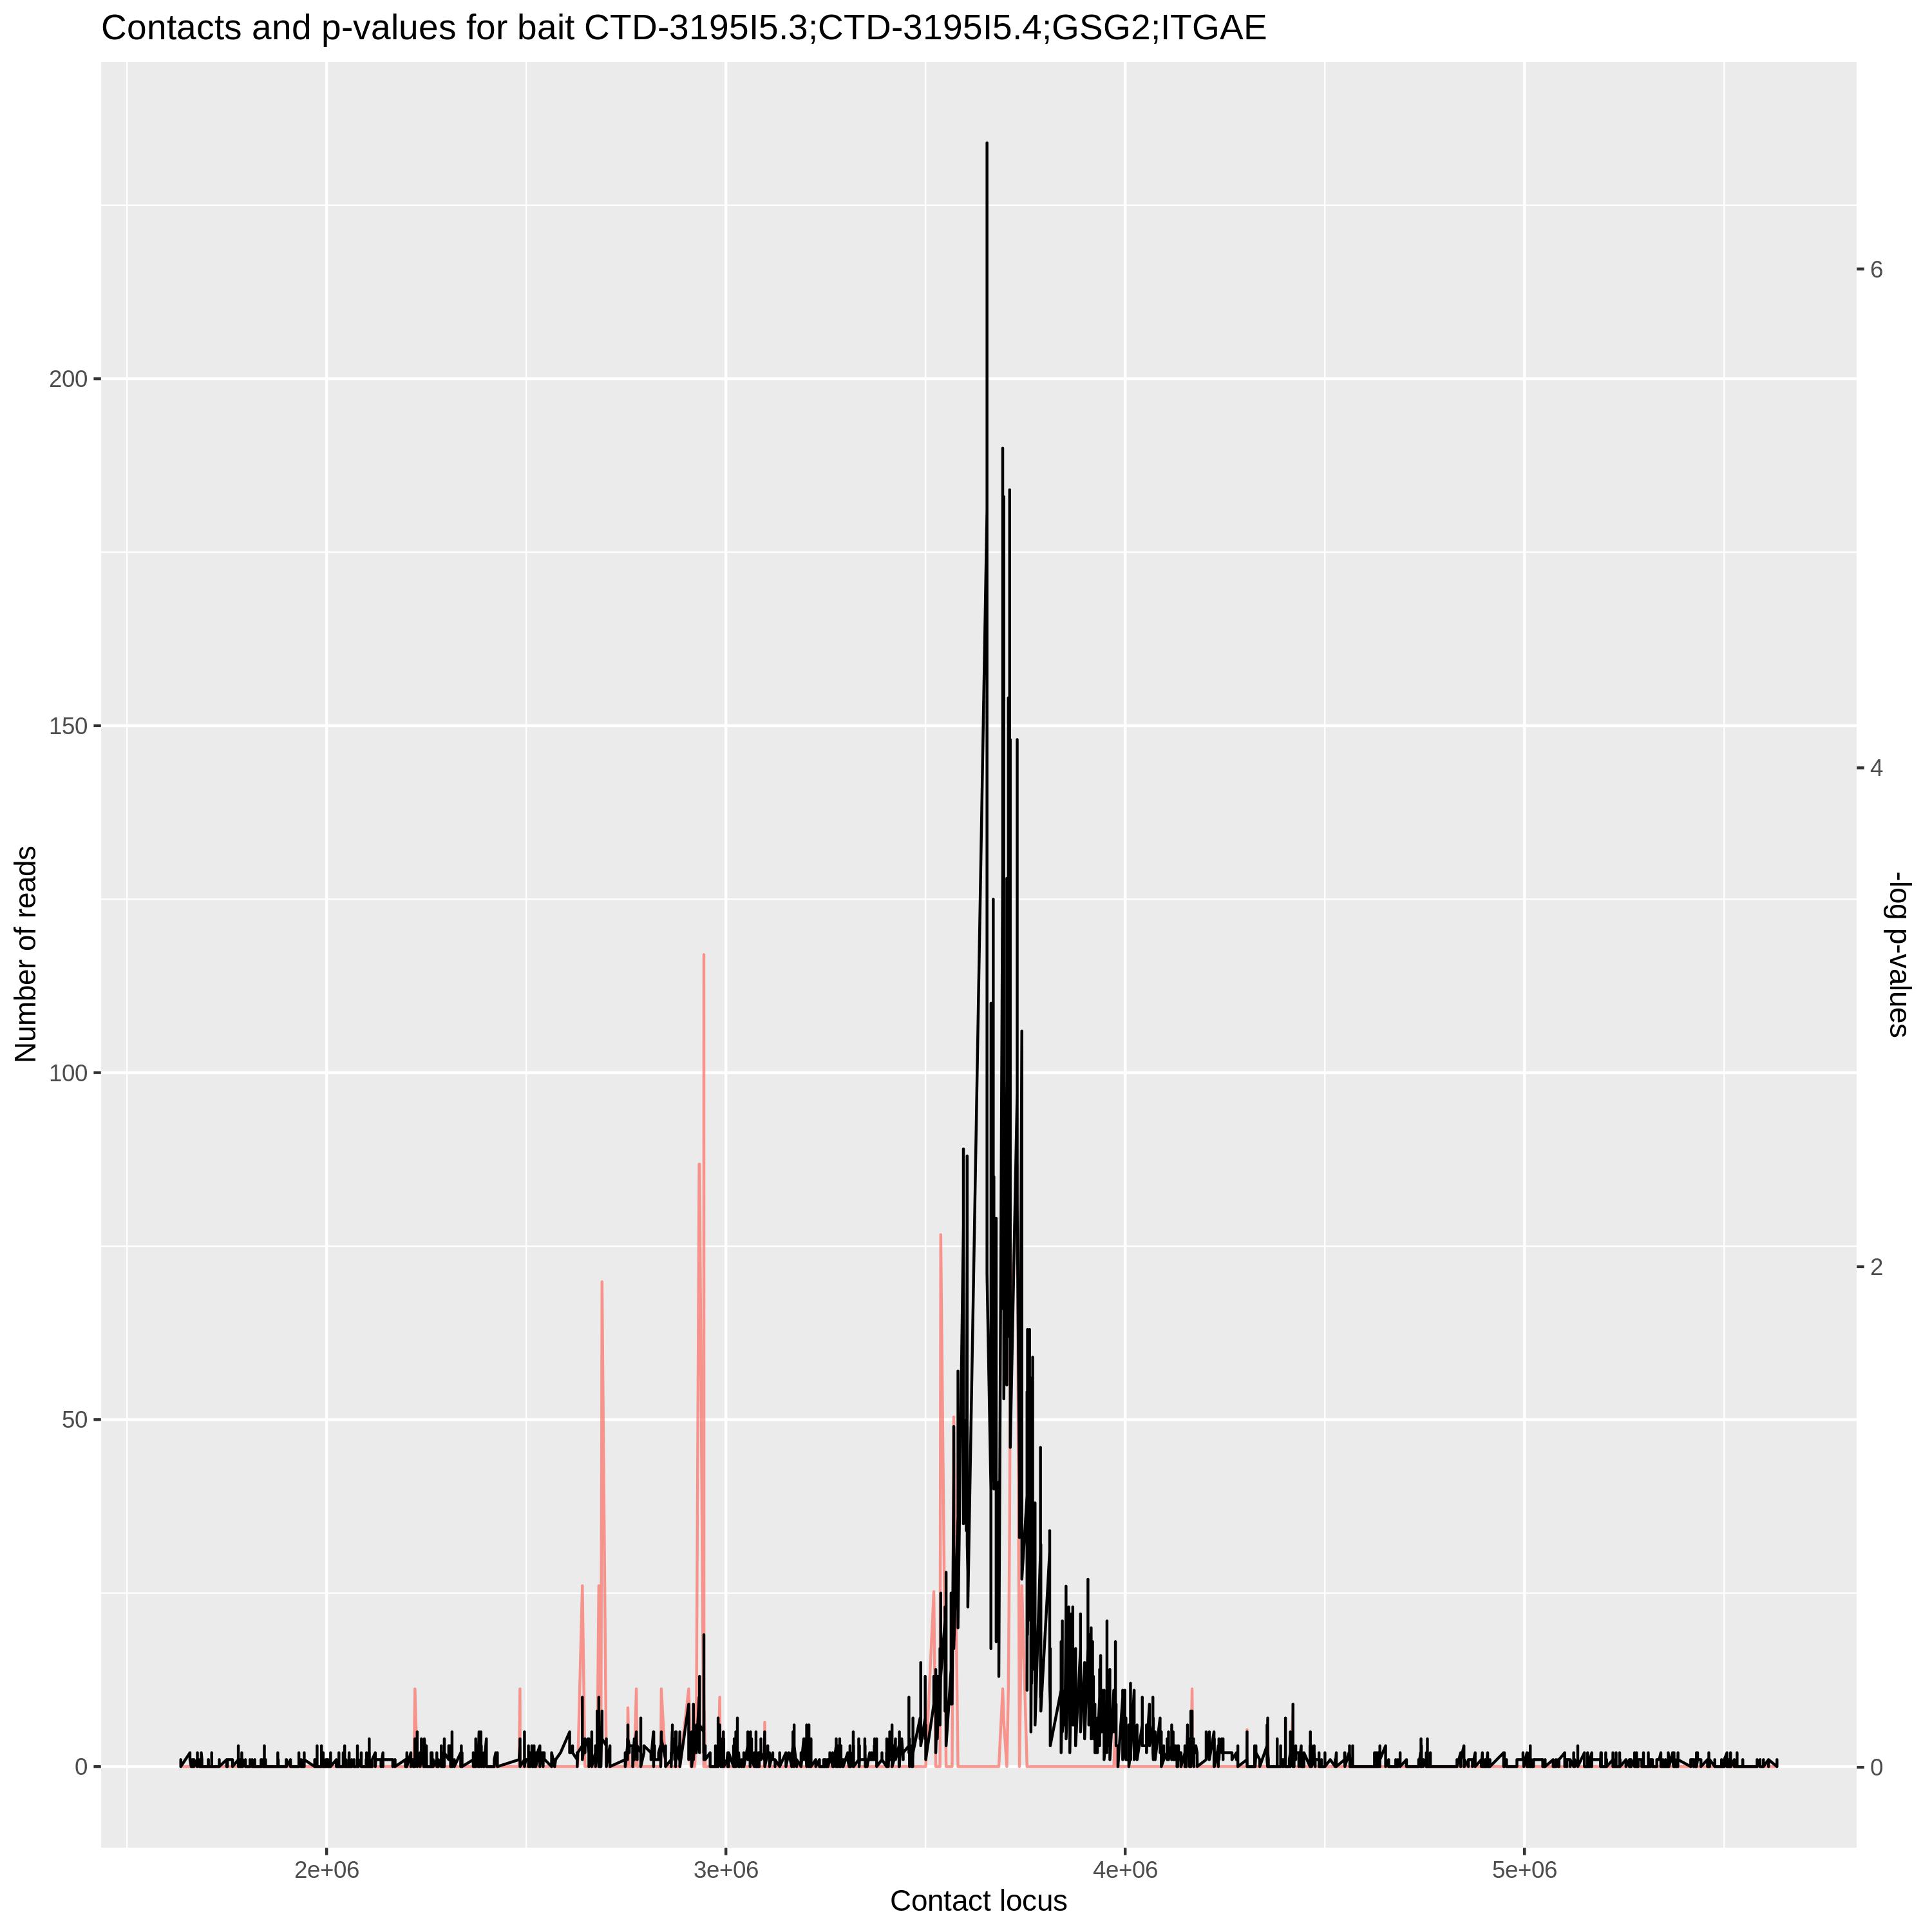 Contacts and p-values for bait CTD-3195I5.3;CTD-3195I5.4;GSG2;ITGAE
200
150
100
50
0
Number of reads
6
4
2
0
-log p-values
2e+06
3e+06
4e+06
5e+06
Contact locus